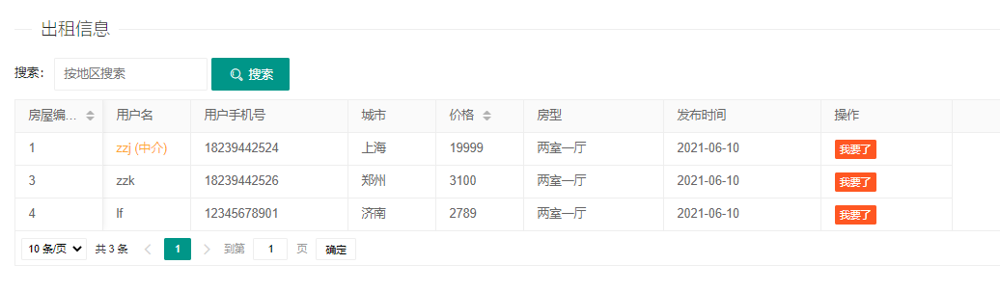 出租信息
搜索: 按地区搜索 搜索
房屋编... 用户名 用户手机号 城市 价格 房型 发布时间 操作
1 zzj (中介) 18239442524 上海 19999 两室一厅 2021-06-10 我要了
3 zzk 18239442526 郑州 3100 两室一厅 2021-06-10 我要了
4 lf 12345678901 济南 2789 两室一厅 2021-06-10 我要了
10 条/页 共 3 条 1 到第 1 页 确定